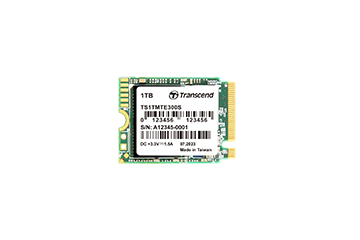 1TB Transcend
TS1TMTE300S
0 123456 123456
S/N: A12345-0001
DC +3.3V⎓1.5A 07.2023
Made in Taiwan